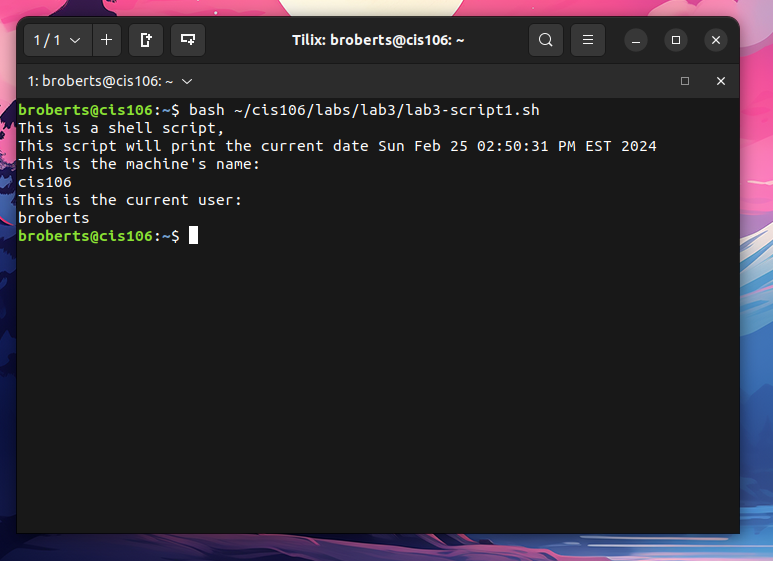 1 / 1
Tilix: broberts@cis106: ~
1: broberts@cis106: ~
broberts@cis106:~$ bash ~/cis106/labs/lab3/lab3-script1.sh
This is a shell script,
This script will print the current date Sun Feb 25 02:50:31 PM EST 2024
This is the machine's name:
cis106
This is the current user:
broberts
broberts@cis106:~$